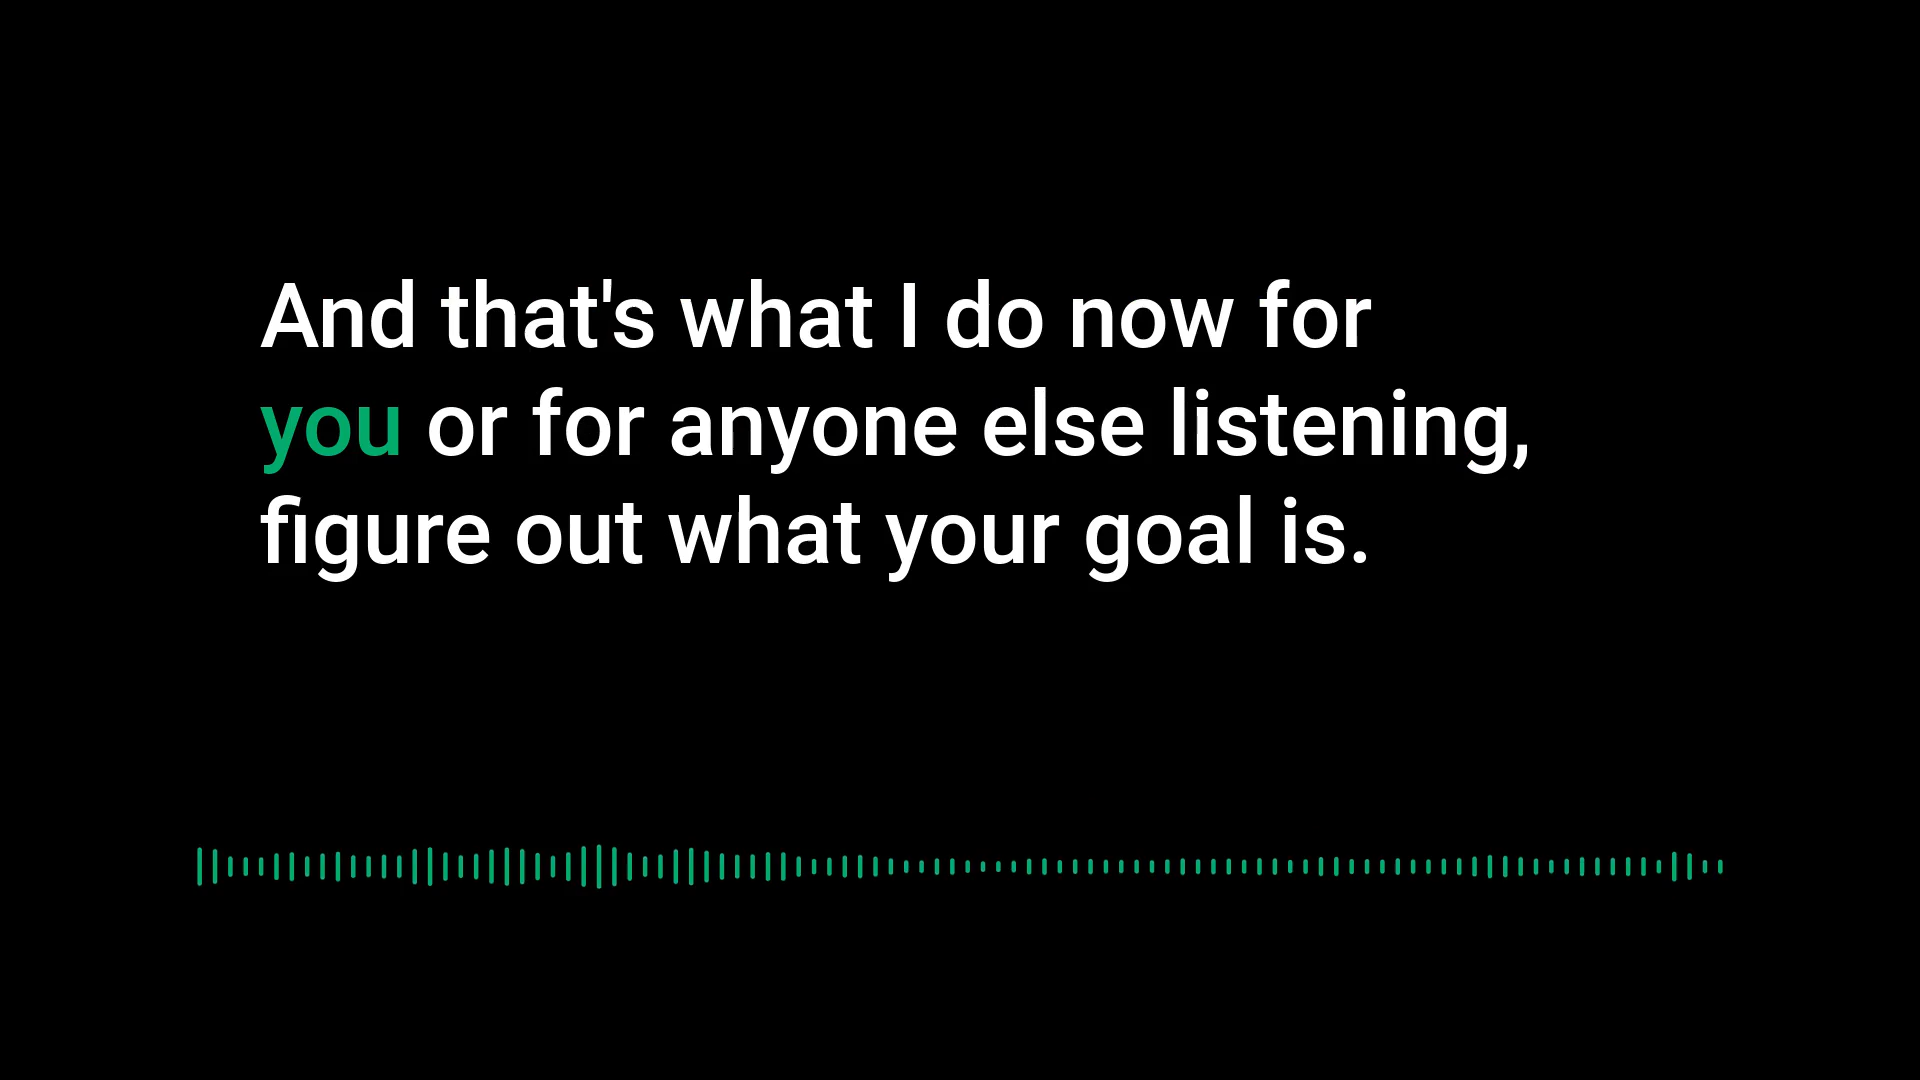 And that's what I do now for
you or for anyone else listening,
figure out what your goal is.